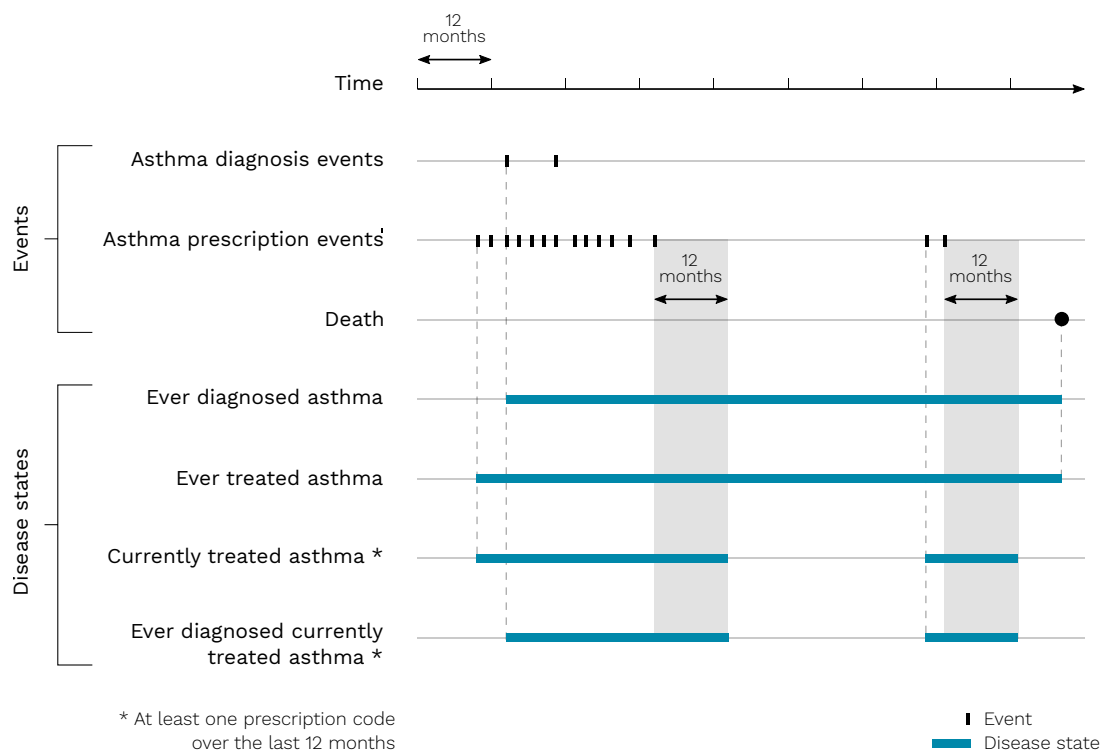 12
months
Time
Asthma diagnosis events
Asthma prescription events'
12
months
12
months
Death
Events
Ever diagnosed asthma
Ever treated asthma
Currently treated asthma *
Ever diagnosed currently
treated asthma *
Disease states
* At least one prescription code
over the last 12 months
Event
Disease state